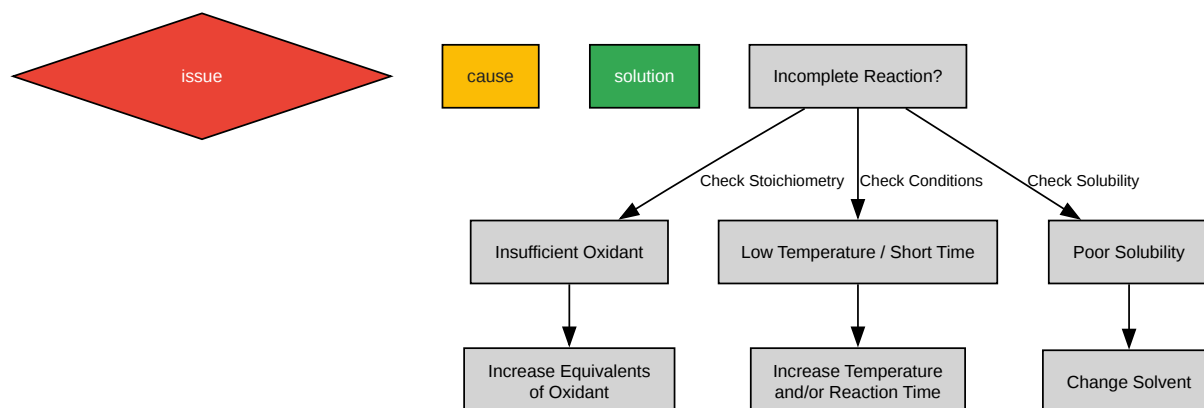 issue
cause
solution
Incomplete Reaction?
Check Stoichiometry
Check Conditions
Check Solubility
Insufficient Oxidant
Low Temperature / Short Time
Poor Solubility
Increase Equivalents
of Oxidant
Increase Temperature
and/or Reaction Time
Change Solvent